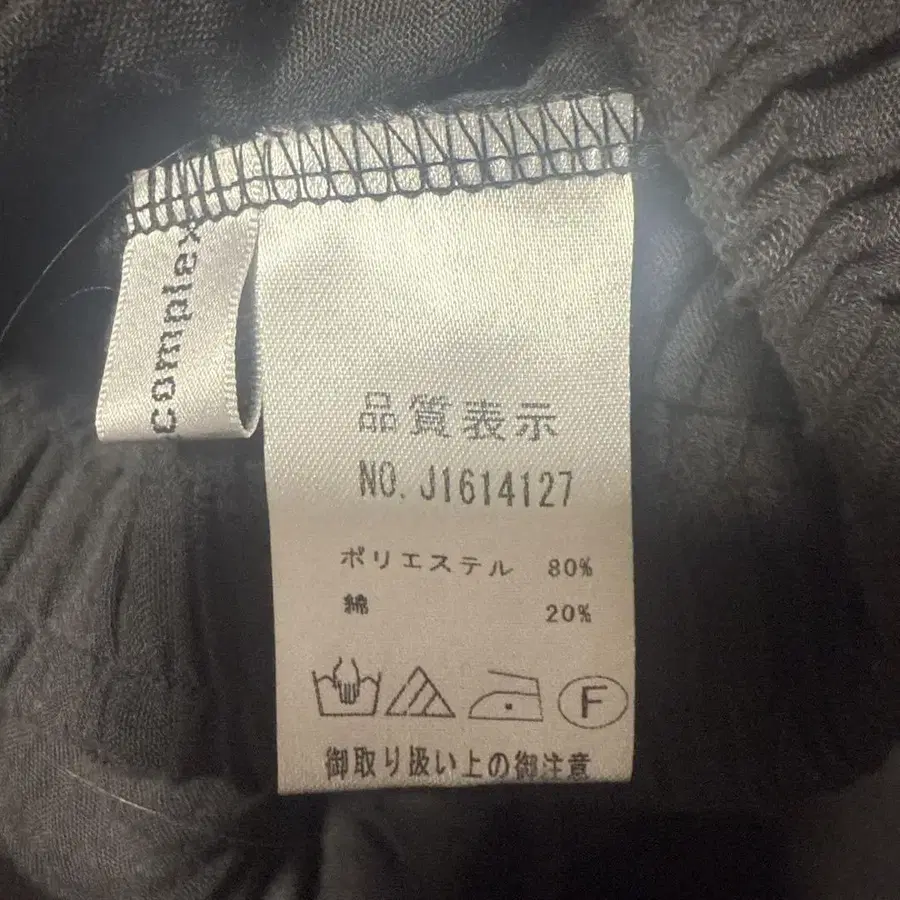 complex
品質表示
NO. J1614127
ポリエステル 80%
綿 20%
F
御取り扱い上の御注意